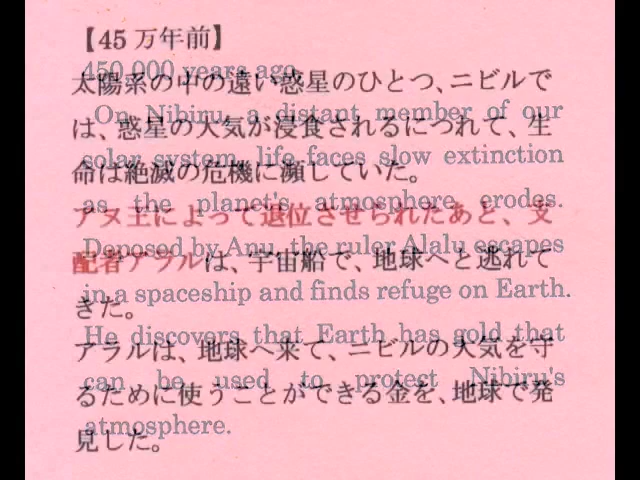 【45 万年前】
450,000 years ago
太陽系の中の遠い惑星のひとつ、ニビルで
On Nibiru, a distant member of our
は、惑星の大気が浸食されるにつれて、生
solar system, life faces slow extinction
命は絶滅の危機に瀕していた。
as the planet's atmosphere erodes.
アヌ王によって退位させられたあと、支
Deposed by Anu, the ruler Alalu escapes
配者アラルは、宇宙船で、地球へと逃れて
in a spaceship and finds refuge on Earth.
きた。
He discovers that Earth has gold that
アラルは、地球へ来て、ニビルの大気を守
can be used to protect Nibiru's
るために使うことができる金を、地球で発
atmosphere.
見した。